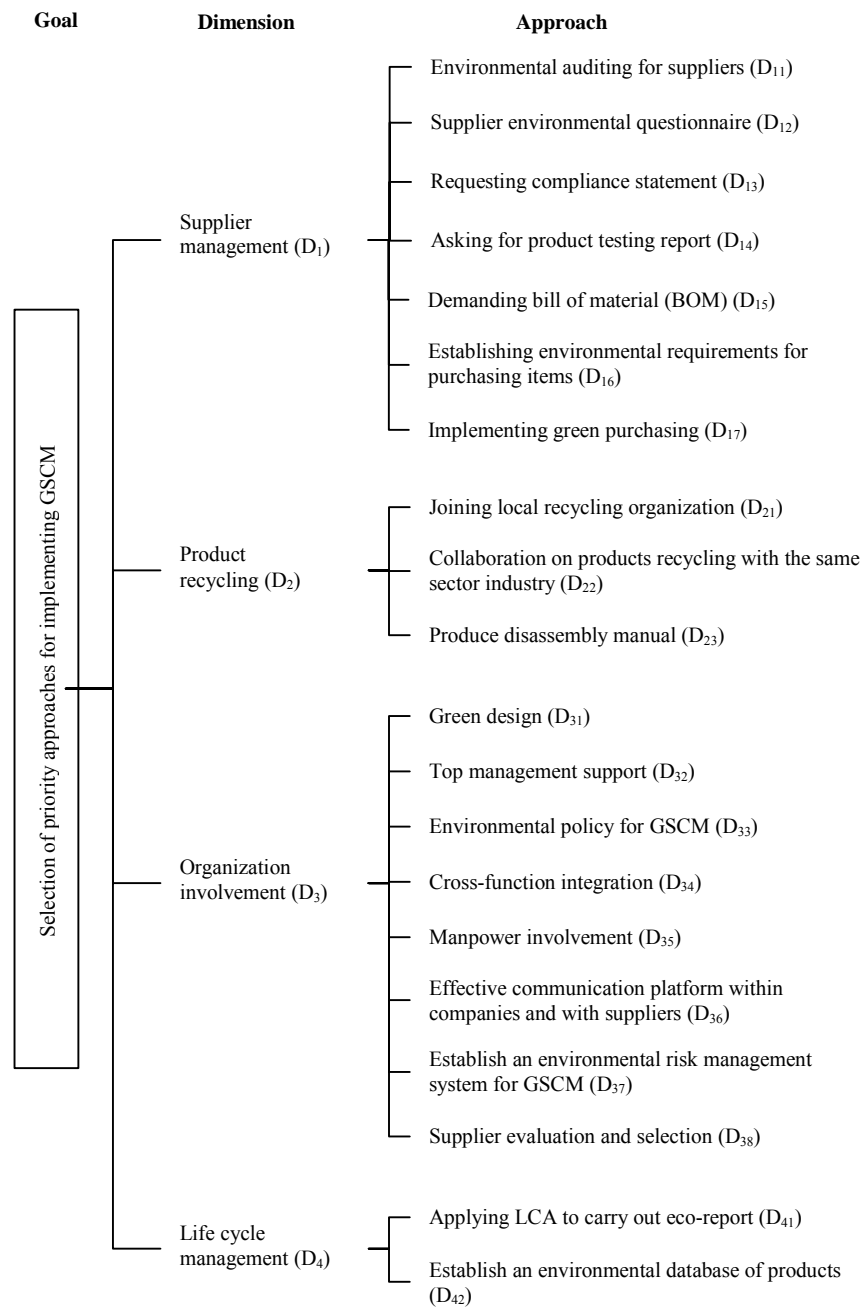 Goal Dimension Approach
Environmental auditing for suppliers (D₁₁)
Supplier environmental questionnaire (D₁₂)
Requesting compliance statement (D₁₃)
Supplier
management (D₁)
Asking for product testing report (D₁₄)
Demanding bill of material (BOM) (D₁₅)
Establishing environmental requirements for
purchasing items (D₁₆)
Implementing green purchasing (D₁₇)
Selection of priority approaches for implementing GSCM
Joining local recycling organization (D₂₁)
Product
recycling (D₂)
Collaboration on products recycling with the same
sector industry (D₂₂)
Produce disassembly manual (D₂₃)
Green design (D₃₁)
Top management support (D₃₂)
Environmental policy for GSCM (D₃₃)
Organization
involvement (D₃)
Cross-function integration (D₃₄)
Manpower involvement (D₃₅)
Effective communication platform within
companies and with suppliers (D₃₆)
Establish an environmental risk management
system for GSCM (D₃₇)
Supplier evaluation and selection (D₃₈)
Life cycle
management (D₄)
Applying LCA to carry out eco-report (D₄₁)
Establish an environmental database of products
(D₄₂)